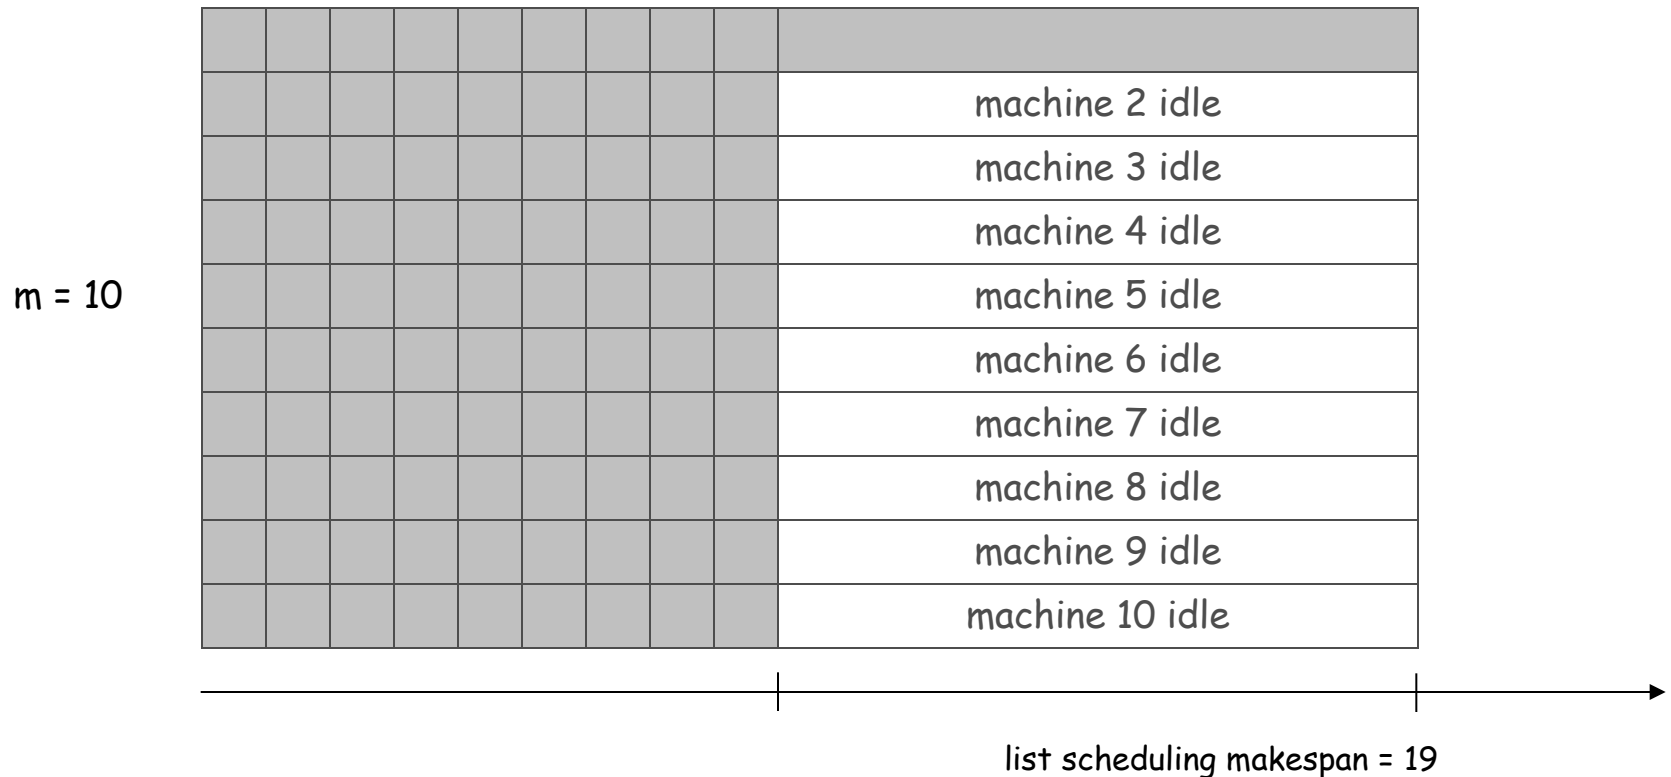 machine 2 idle
machine 3 idle
machine 4 idle
m = 10
machine 5 idle
machine 6 idle
machine 7 idle
machine 8 idle
machine 9 idle
machine 10 idle
list scheduling makespan = 19